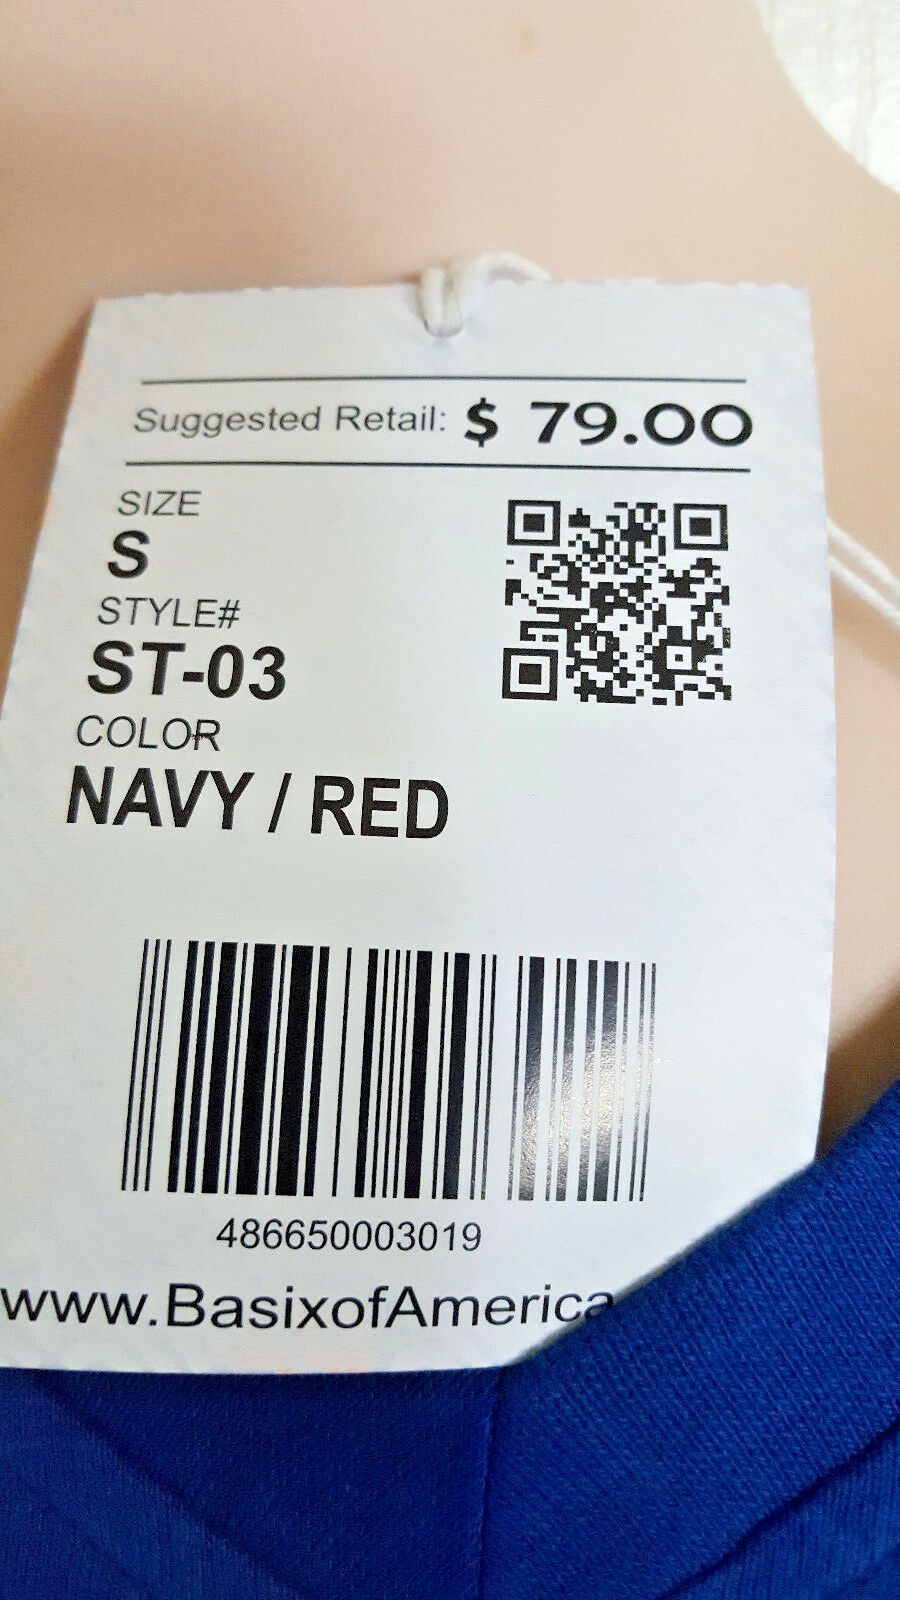 Suggested Retail: $ 79.00
SIZE
S
STYLE#
ST-03
COLOR
NAVY / RED
486650003019
www.BasixofAmerica